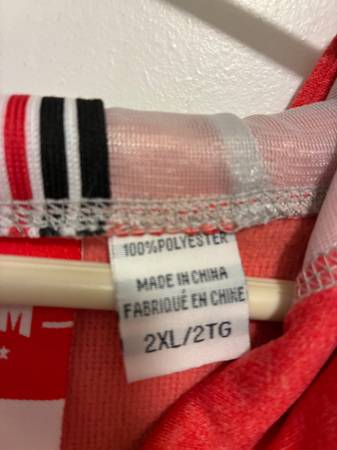 100%POLYESTER
MADE IN CHINA
FABRIQUÉ EN CHINE
2XL/2TG
M